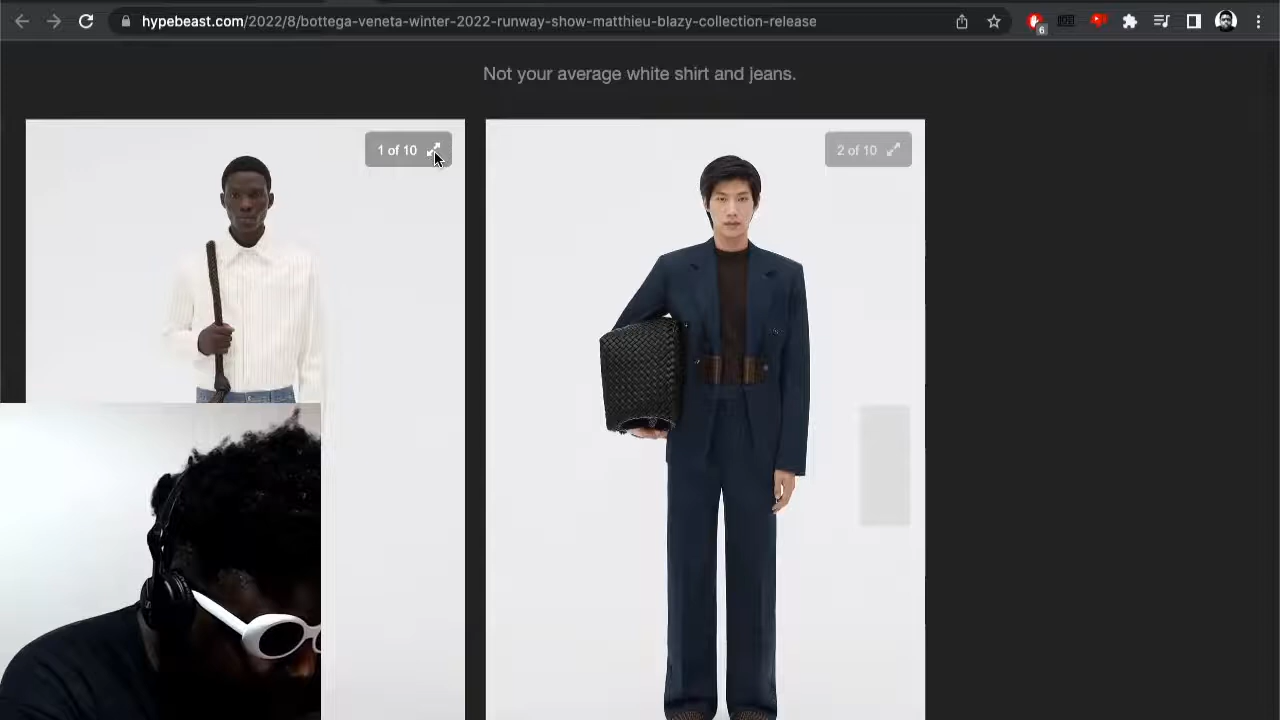 hypebeast.com/2022/8/bottega-veneta-winter-2022-runway-show-matthieu-blazy-collection-release
6
Not your average white shirt and jeans.
1 of 10
2 of 10